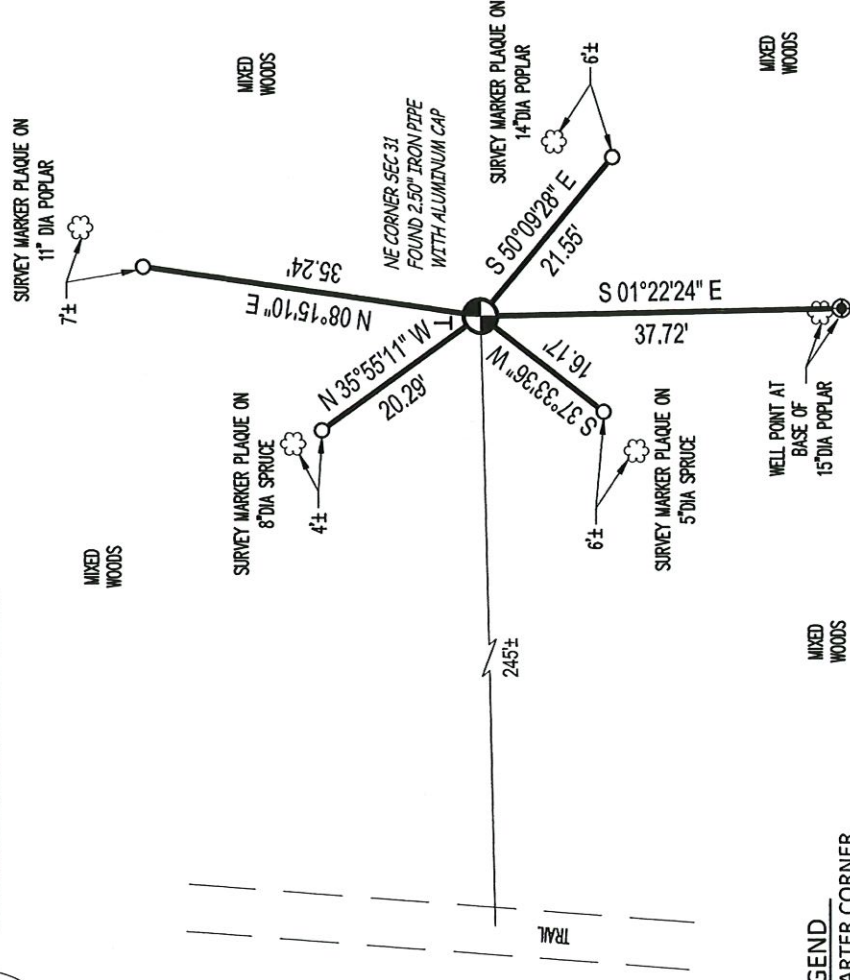 SURVEY MARKER PLAQUE ON
11" DIA POPLAR
7'±
MIXED
WOODS
SURVEY MARKER PLAQUE ON
14"DIA POPLAR
6'±
MIXED
WOODS
N 08°15'10" E
35.24'
NE CORNER SEC 31
FOUND 2.50" IRON PIPE
WITH ALUMINUM CAP
S 50°09'28" E
21.55'
SURVEY MARKER PLAQUE ON
8"DIA SPRUCE
4'±
N 35°55'11" W
20.29'
S 01°22'24" E
37.72'
S 37°33'36" W
16.17'
6'±
SURVEY MARKER PLAQUE ON
5"DIA SPRUCE
WELL POINT AT
BASE OF
15"DIA POPLAR
MIXED
WOODS
245'±
MIXED
WOODS
TRAIL
GEND
ARTER CORNER